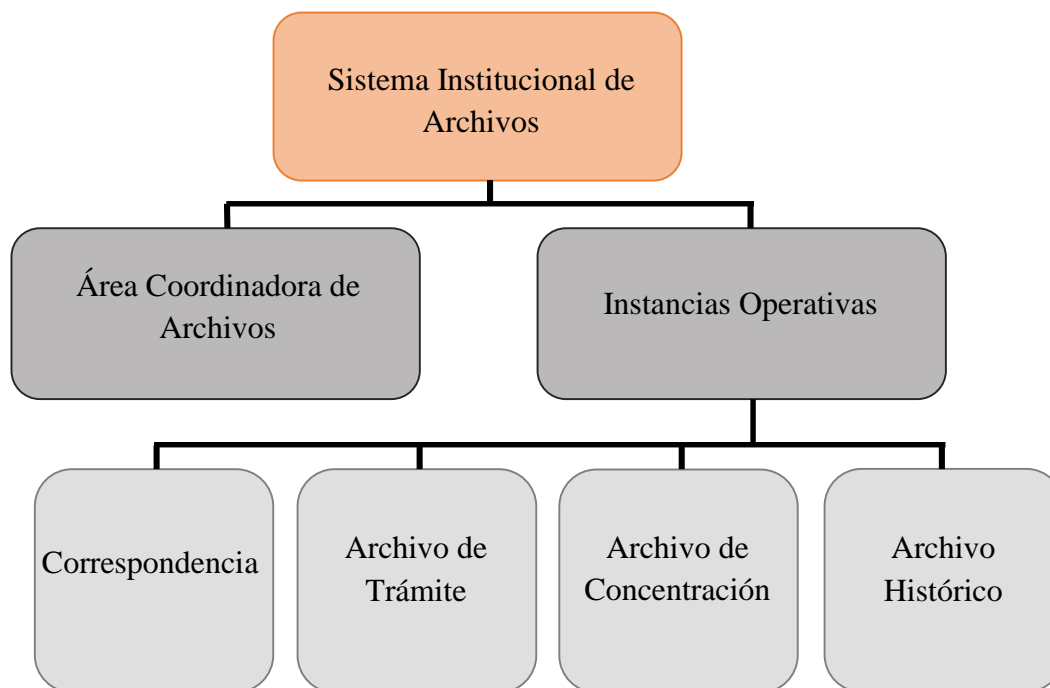 Sistema Institucional de
Archivos
Área Coordinadora de
Archivos
Instancias Operativas
Correspondencia
Archivo de
Trámite
Archivo de
Concentración
Archivo
Histórico